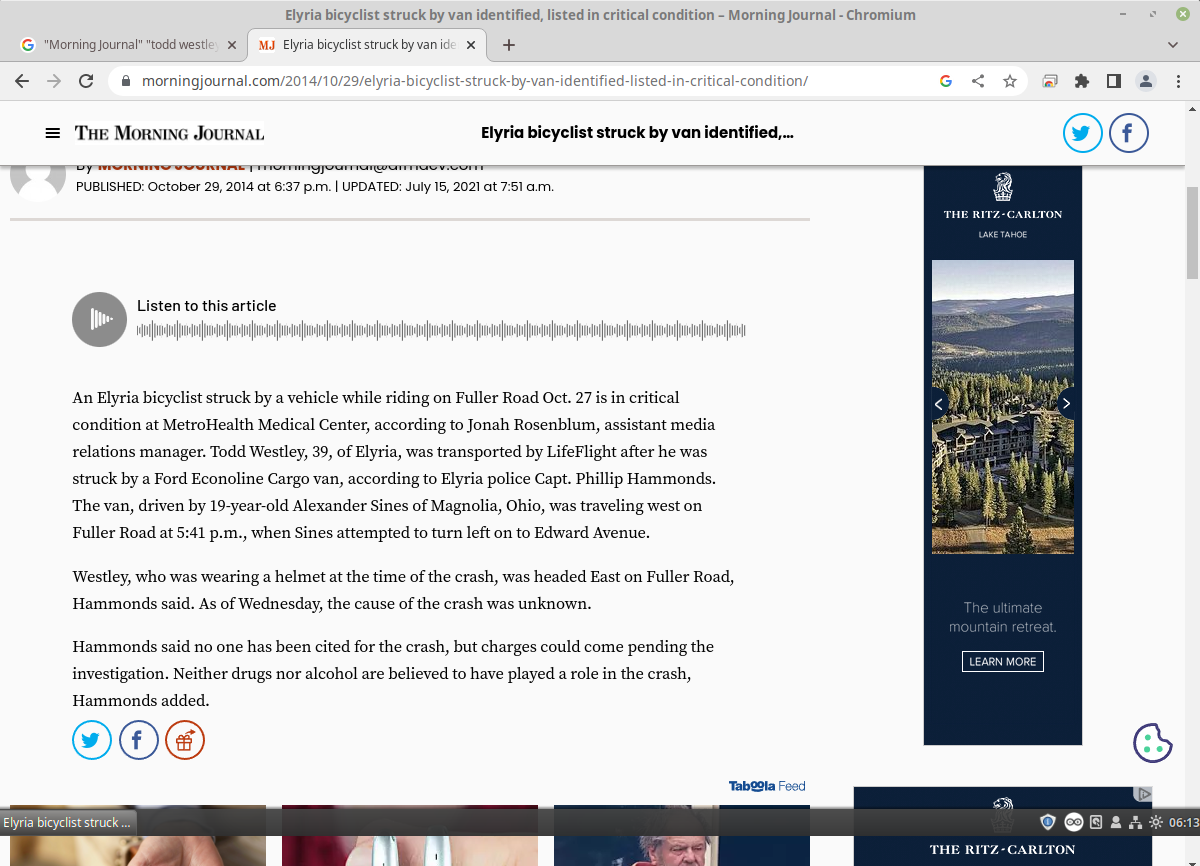 Elyria bicyclist struck by van identified, listed in critical condition – Morning Journal - Chromium
"Morning Journal" "todd westley
MJ Elyria bicyclist struck by van ide
morningjournal.com/2014/10/29/elyria-bicyclist-struck-by-van-identified-listed-in-critical-condition/
THE MORNING JOURNAL
Elyria bicyclist struck by van identified,...
By MORNING JOURNAL | morningjournal@dfmdev.com
PUBLISHED: October 29, 2014 at 6:37 p.m. | UPDATED: July 15, 2021 at 7:51 a.m.
Listen to this article
An Elyria bicyclist struck by a vehicle while riding on Fuller Road Oct. 27 is in critical
condition at MetroHealth Medical Center, according to Jonah Rosenblum, assistant media
relations manager. Todd Westley, 39, of Elyria, was transported by LifeFlight after he was
struck by a Ford Econoline Cargo van, according to Elyria police Capt. Phillip Hammonds.
The van, driven by 19-year-old Alexander Sines of Magnolia, Ohio, was traveling west on
Fuller Road at 5:41 p.m., when Sines attempted to turn left on to Edward Avenue.
Westley, who was wearing a helmet at the time of the crash, was headed East on Fuller Road,
Hammonds said. As of Wednesday, the cause of the crash was unknown.
Hammonds said no one has been cited for the crash, but charges could come pending the
investigation. Neither drugs nor alcohol are believed to have played a role in the crash,
Hammonds added.
THE RITZ-CARLTON
LAKE TAHOE
The ultimate
mountain retreat.
LEARN MORE
Taboola Feed
THE RITZ-CARLTON
Elyria bicyclist struck ...
06:13